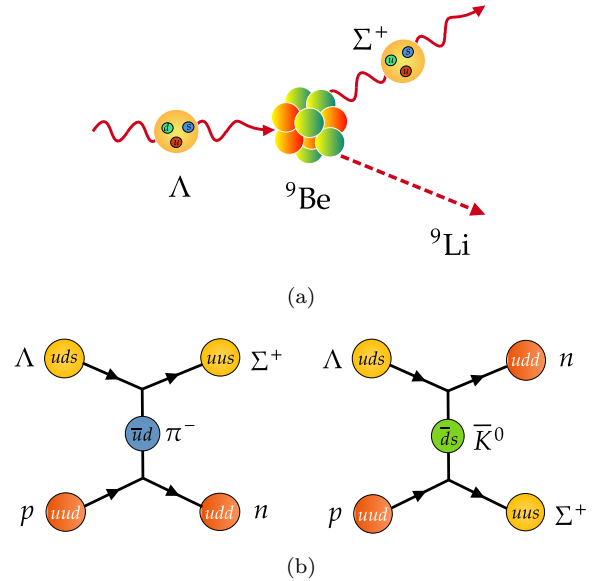 Σ⁺
u s
u
d s
u
Λ
⁹Be
⁹Li
(a)
Λ uds uus Σ⁺
u̅d π⁻
p uud udd n
Λ uds udd n
d̅s K̅⁰
p uud uus Σ⁺
(b)